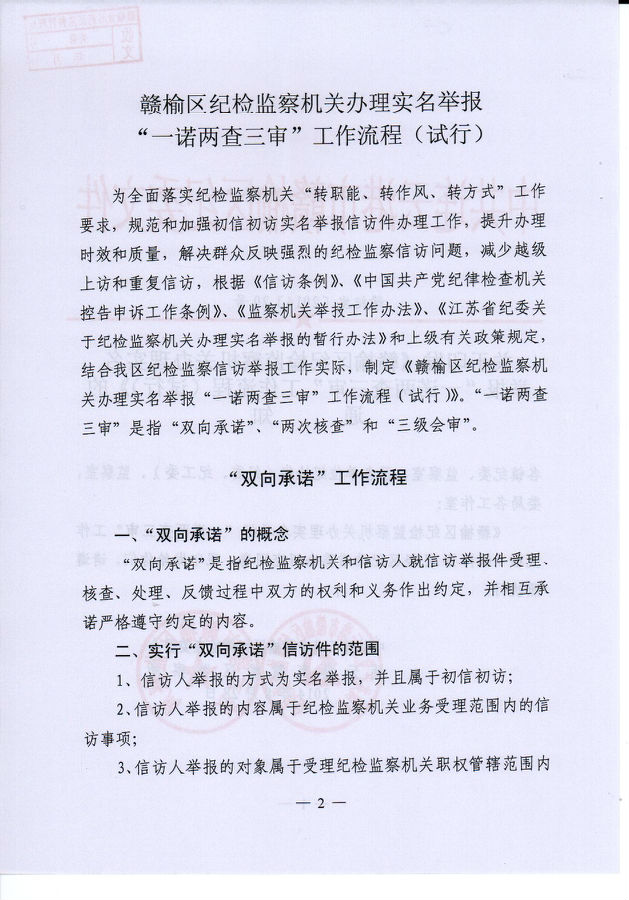 赣榆区纪检监察机关办理实名举报
“一诺两查三审”工作流程（试行）
为全面落实纪检监察机关“转职能、转作风、转方式”工作
要求，规范和加强初信初访实名举报信访件办理工作，提升办理
时效和质量，解决群众反映强烈的纪检监察信访问题，减少越级
上访和重复信访，根据《信访条例》、《中国共产党纪律检查机关
控告申诉工作条例》、《监察机关举报工作办法》、《江苏省纪委关
于纪检监察机关办理实名举报的暂行办法》和上级有关政策规定，
结合我区纪检监察信访举报工作实际，制定《赣榆区纪检监察机
关办理实名举报“一诺两查三审”工作流程（试行）》。“一诺两查
三审”是指“双向承诺”、“两次核查”和“三级会审”。
“双向承诺”工作流程
一、“双向承诺”的概念
“双向承诺”是指纪检监察机关和信访人就信访举报件受理、
核查、处理、反馈过程中双方的权利和义务作出约定，并相互承
诺严格遵守约定的内容。
二、实行“双向承诺”信访件的范围
1、信访人举报的方式为实名举报，并且属于初信初访；
2、信访人举报的内容属于纪检监察机关业务受理范围内的信
访事项；
3、信访人举报的对象属于受理纪检监察机关职权管辖范围内
— 2 —